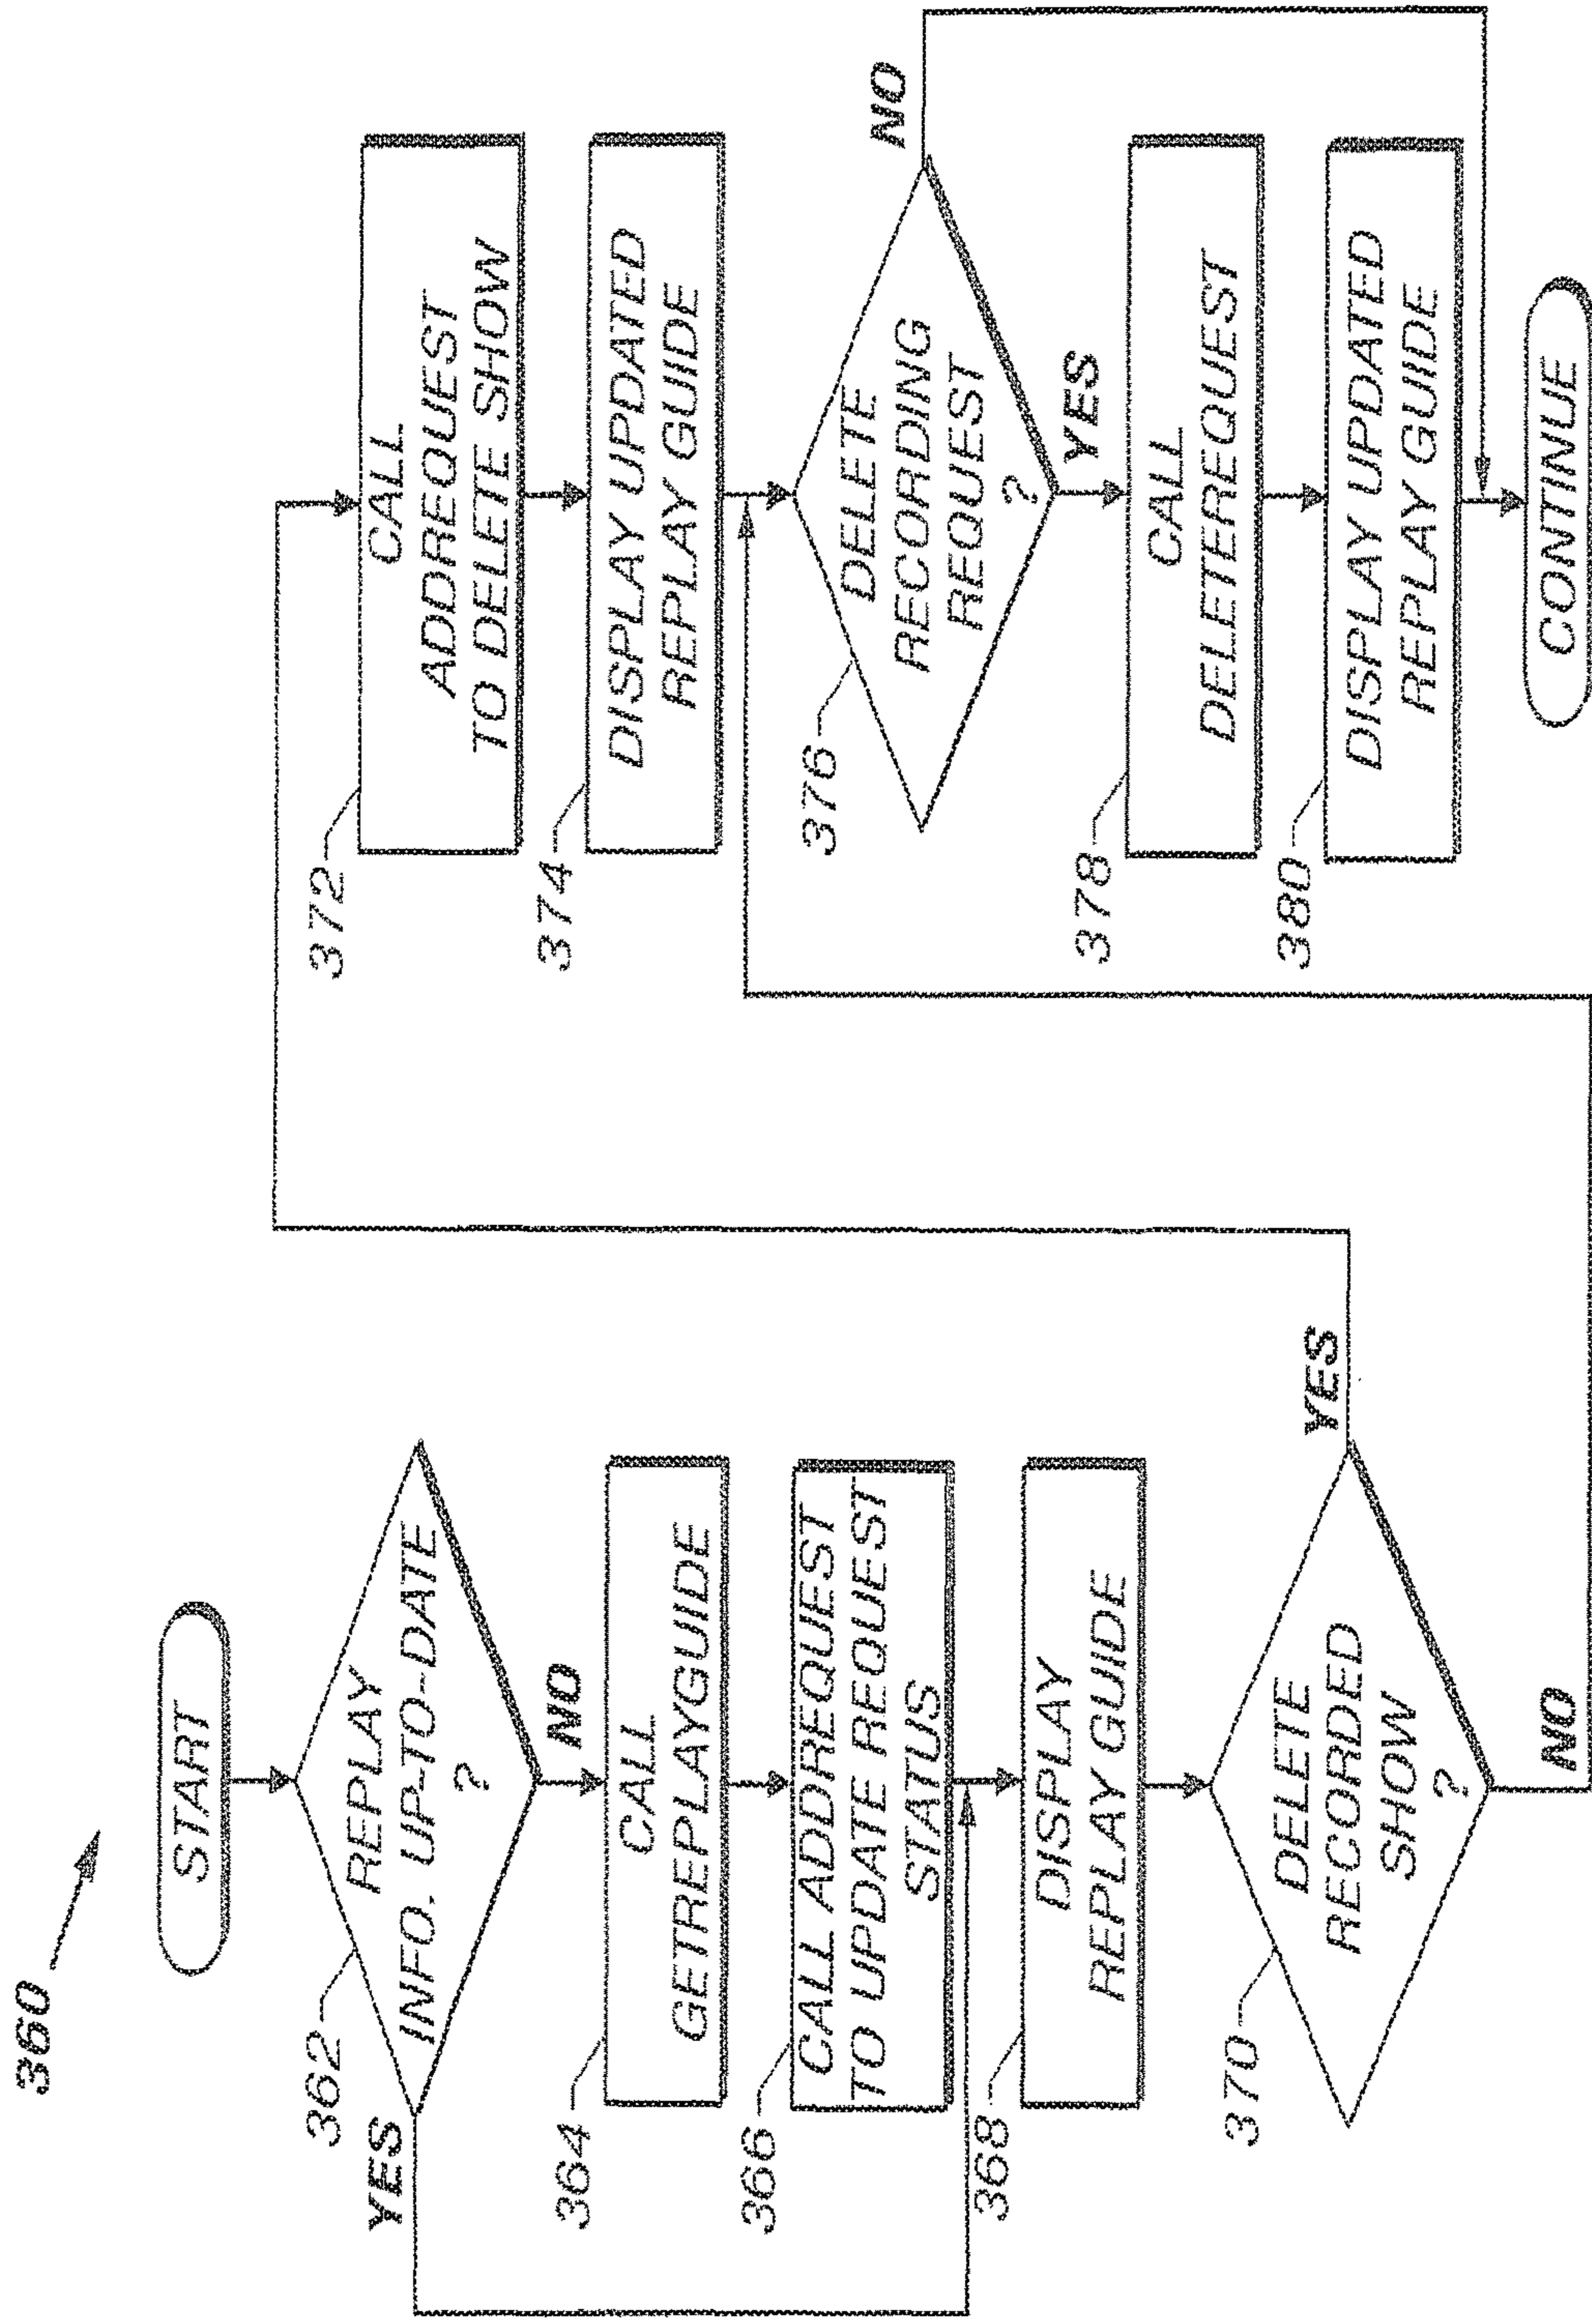 360
START
362
REPLAY
INFO. UP-TO-DATE
?
YES
NO
364
CALL
GETREPLAYGUIDE
366
CALL ADDREQUEST
TO UPDATE REQUEST
STATUS
368
DISPLAY
REPLAY GUIDE
370
DELETE
RECORDED
SHOW
?
YES
NO
372
CALL
ADDREQUEST
TO DELETE SHOW
374
DISPLAY UPDATED
REPLAY GUIDE
376
DELETE
RECORDING
REQUEST
?
NO
YES
378
CALL
DELETEREQUEST
380
DISPLAY UPDATED
REPLAY GUIDE
CONTINUE